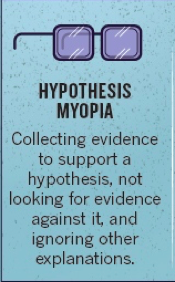 HYPOTHESIS
MYOPIA
Collecting evidence
to support a
hypothesis, not
looking for evidence
against it, and
ignoring other
explanations.